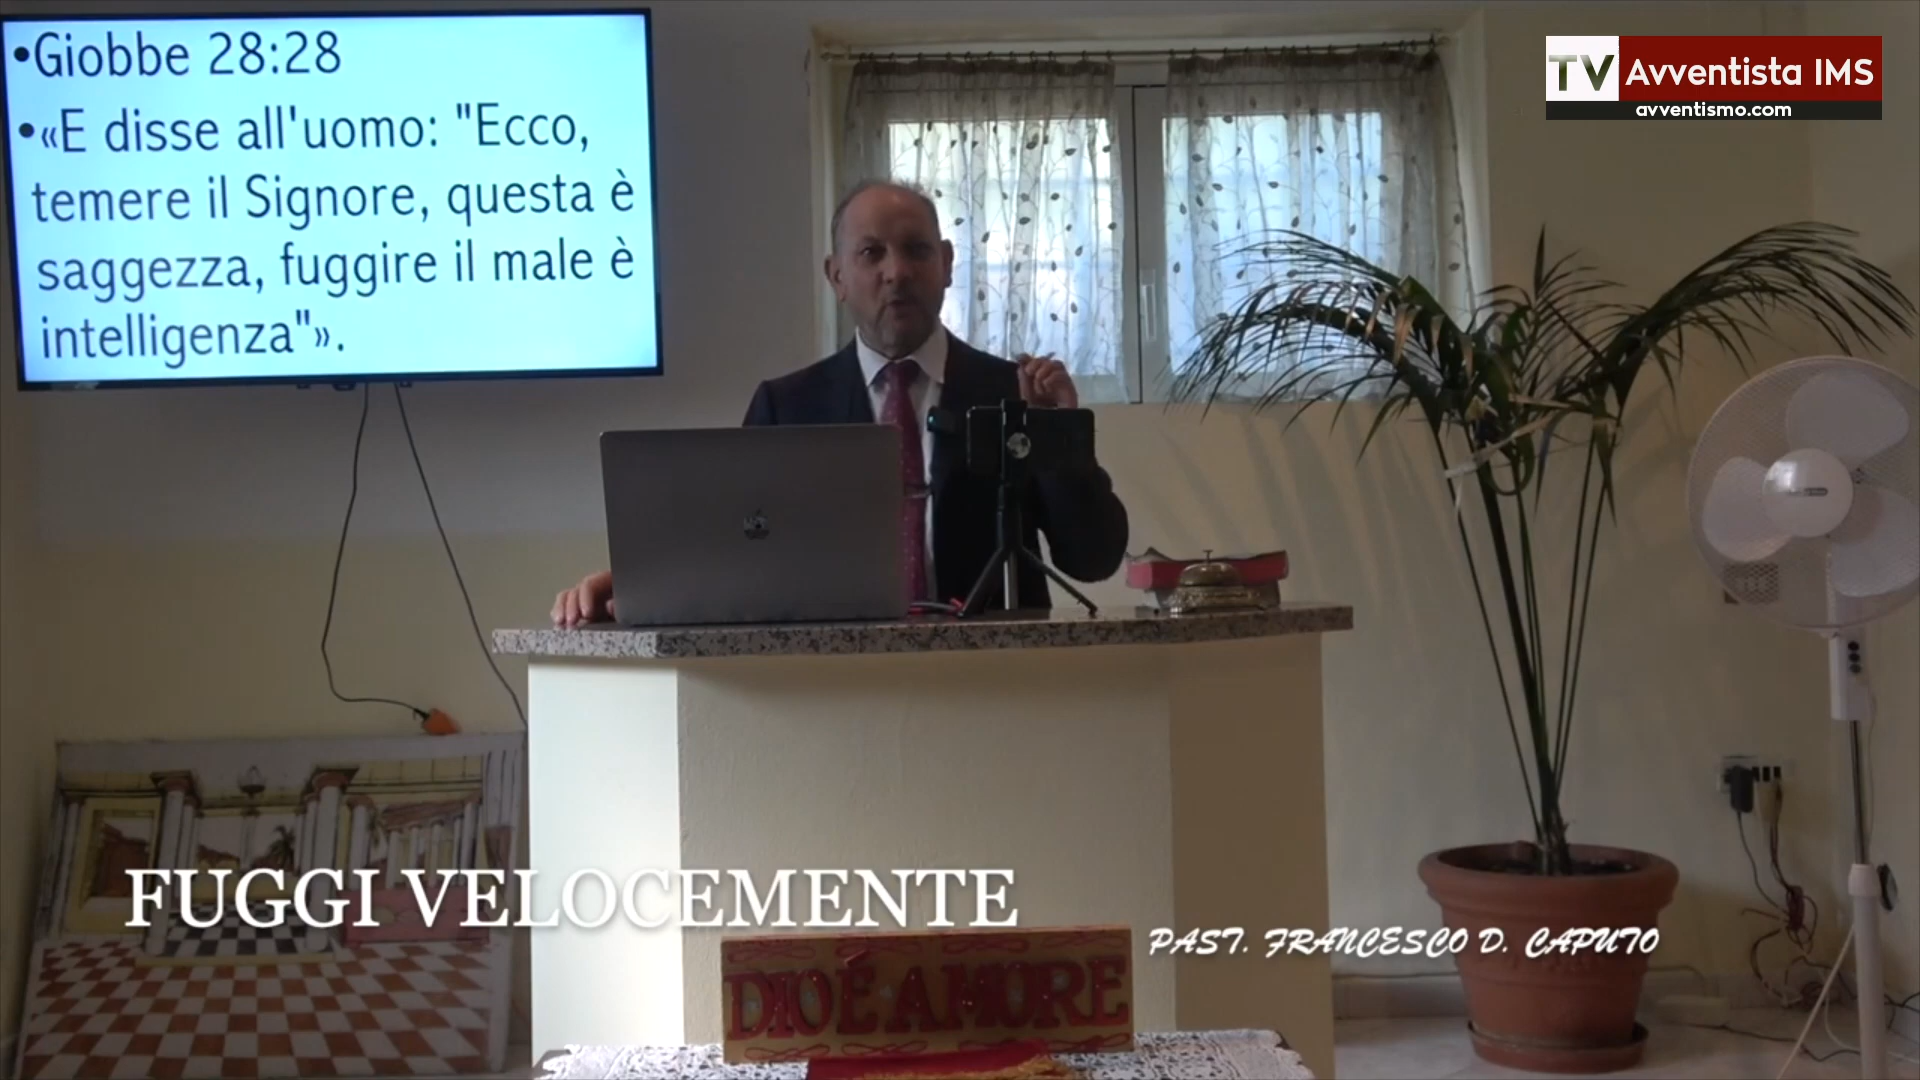 •Giobbe 28:28
•«E disse all'uomo: "Ecco,
temere il Signore, questa è
saggezza, fuggire il male è
intelligenza"».
TV Avventista IMS
avventismo.com
FUGGI VELOCEMENTE
PAST. FRANCESCO D. CAPUTO
DIO É AMORE